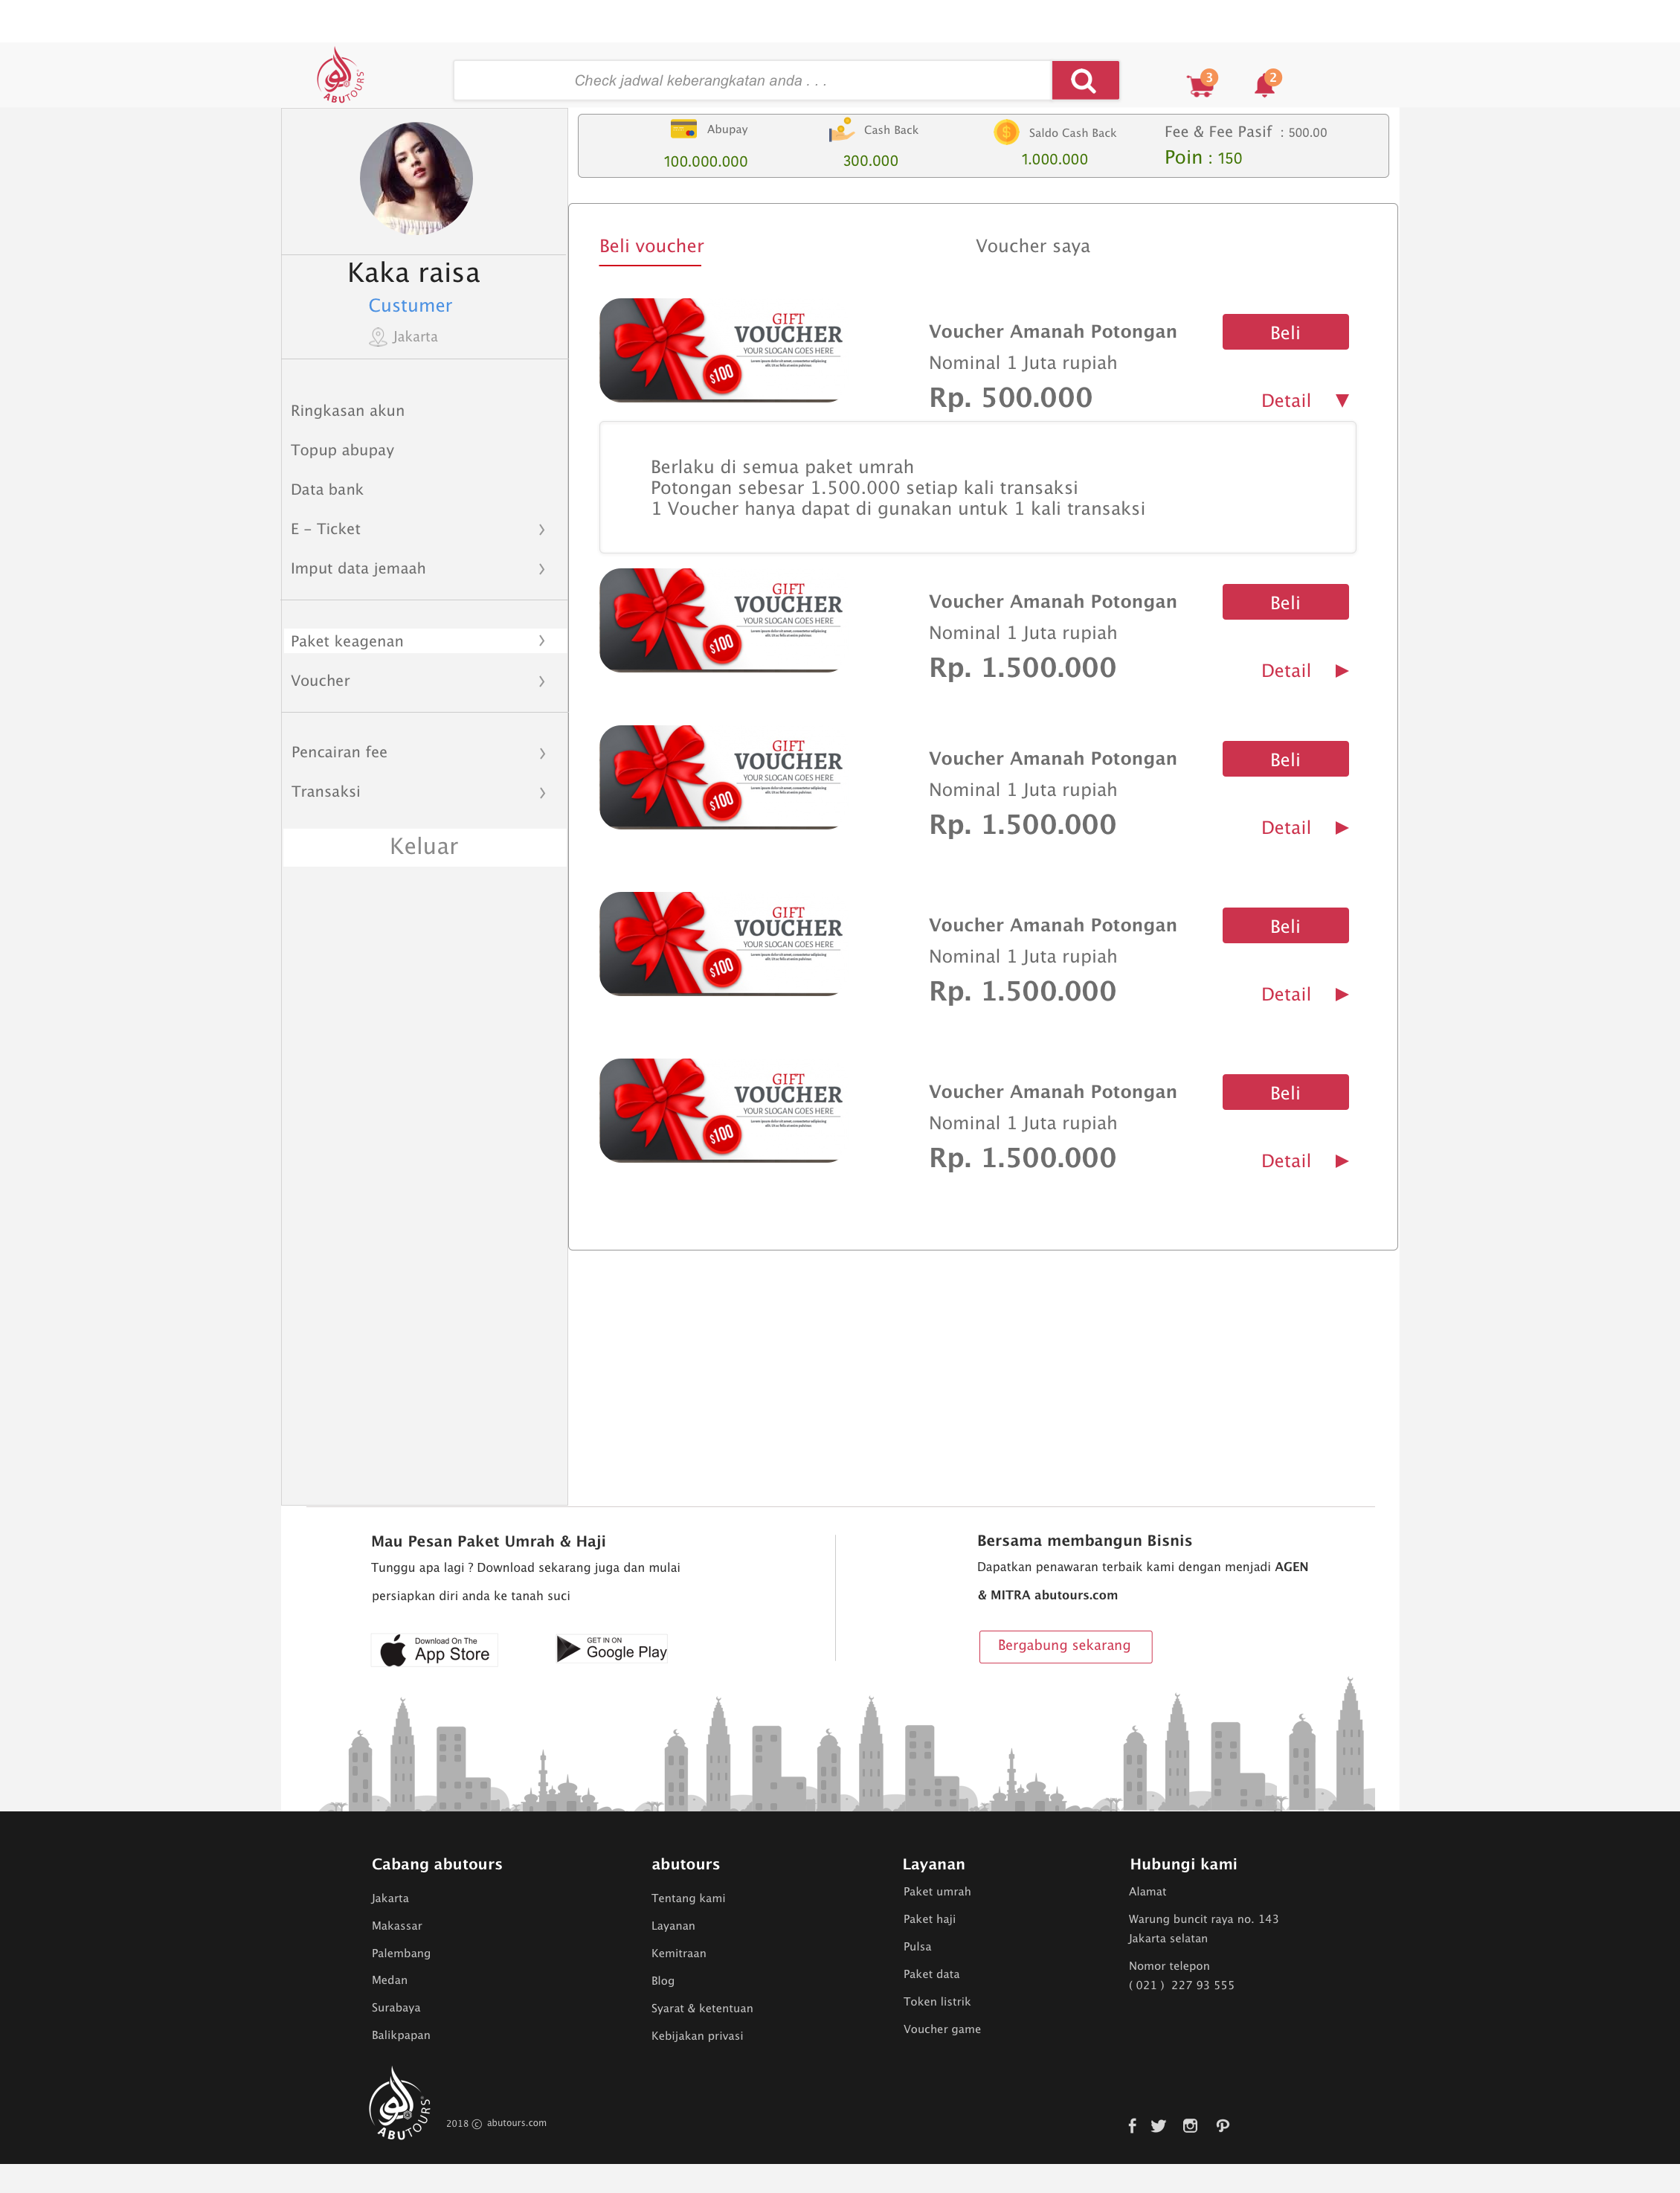 ABUTOURS
Check jadwal keberangkatan anda . . .
3
2
Kaka raisa
Custumer
Jakarta
Ringkasan akun
Topup abupay
Data bank
E - Ticket
Imput data jemaah
Paket keagenan
Voucher
Pencairan fee
Transaksi
Keluar
Abupay
100.000.000
Cash Back
300.000
Saldo Cash Back
1.000.000
Fee & Fee Pasif : 500.00
Poin : 150
Beli voucher
Voucher saya
GIFT
VOUCHER
YOUR SLOGAN GOES HERE
$100
Voucher Amanah Potongan
Nominal 1 Juta rupiah
Rp. 500.000
Beli
Detail
Berlaku di semua paket umrah
Potongan sebesar 1.500.000 setiap kali transaksi
1 Voucher hanya dapat di gunakan untuk 1 kali transaksi
GIFT
VOUCHER
YOUR SLOGAN GOES HERE
$100
Voucher Amanah Potongan
Nominal 1 Juta rupiah
Rp. 1.500.000
Beli
Detail
GIFT
VOUCHER
YOUR SLOGAN GOES HERE
$100
Voucher Amanah Potongan
Nominal 1 Juta rupiah
Rp. 1.500.000
Beli
Detail
GIFT
VOUCHER
YOUR SLOGAN GOES HERE
$100
Voucher Amanah Potongan
Nominal 1 Juta rupiah
Rp. 1.500.000
Beli
Detail
GIFT
VOUCHER
YOUR SLOGAN GOES HERE
$100
Voucher Amanah Potongan
Nominal 1 Juta rupiah
Rp. 1.500.000
Beli
Detail
Mau Pesan Paket Umrah & Haji
Tunggu apa lagi ? Download sekarang juga dan mulai
persiapkan diri anda ke tanah suci
Download On The
App Store
GET IN ON
Google Play
Bersama membangun Bisnis
Dapatkan penawaran terbaik kami dengan menjadi AGEN
& MITRA abutours.com
Bergabung sekarang
Cabang abutours
Jakarta
Makassar
Palembang
Medan
Surabaya
Balikpapan
abutours
Tentang kami
Layanan
Kemitraan
Blog
Syarat & ketentuan
Kebijakan privasi
Layanan
Paket umrah
Paket haji
Pulsa
Paket data
Token listrik
Voucher game
Hubungi kami
Alamat
Warung buncit raya no. 143
Jakarta selatan
Nomor telepon
( 021 ) 227 93 555
ABUTOURS
2018 © abutours.com